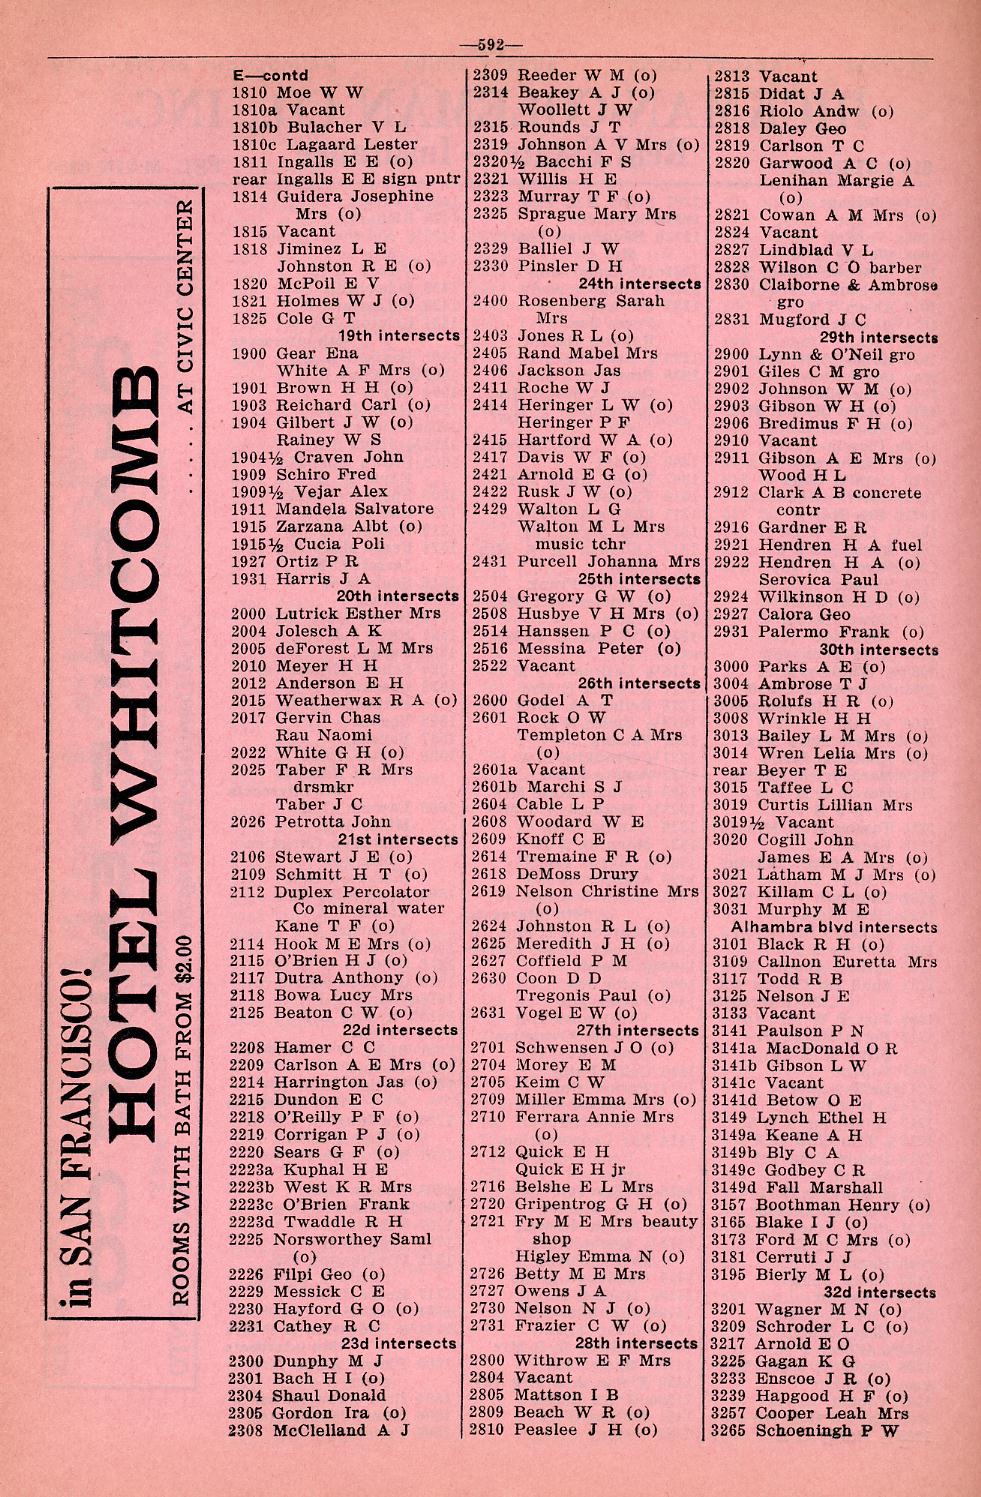 —592—
in SAN FRANCISCO!
HOTEL WHITCOMB
ROOMS WITH BATH FROM $2.00 ..... AT CIVIC CENTER
E—contd
1810 Moe W W
1810a Vacant
1810b Bulacher V L
1810c Lagaard Lester
1811 Ingalls E E (o)
rear Ingalls E E sign pntr
1814 Guidera Josephine
Mrs (o)
1815 Vacant
1818 Jiminez L E
Johnston R E (o)
1820 McPoil E V
1821 Holmes W J (o)
1825 Cole G T
19th intersects
1900 Gear Ena
White A F Mrs (o)
1901 Brown H H (o)
1903 Reichard Carl (o)
1904 Gilbert J W (o)
Rainey W S
1904½ Craven John
1909 Schiro Fred
1909½ Vejar Alex
1911 Mandela Salvatore
1915 Zarzana Albt (o)
1915½ Cucia Poli
1927 Ortiz P R
1931 Harris J A
20th intersects
2000 Lutrick Esther Mrs
2004 Jolesch A K
2005 deForest L M Mrs
2010 Meyer H H
2012 Anderson E H
2015 Weatherwax R A (o)
2017 Gervin Chas
Rau Naomi
2022 White G H (o)
2025 Taber F R Mrs
drsmkr
Taber J C
2026 Petrotta John
21st intersects
2106 Stewart J E (o)
2109 Schmitt H T (o)
2112 Duplex Percolator
Co mineral water
Kane T F (o)
2114 Hook M E Mrs (o)
2115 O'Brien H J (o)
2117 Dutra Anthony (o)
2118 Bowa Lucy Mrs
2125 Beaton C W (o)
22d intersects
2208 Hamer C C
2209 Carlson A E Mrs (o)
2214 Harrington Jas (o)
2215 Dundon E C
2218 O'Reilly P F (o)
2219 Corrigan P J (o)
2220 Sears G F (o)
2223a Kuphal H E
2223b West K R Mrs
2223c O'Brien Frank
2223d Twaddle R H
2225 Norsworthey Saml
(o)
2226 Filpi Geo (o)
2229 Messick C E
2230 Hayford G O (o)
2231 Cathey R C
23d intersects
2300 Dunphy M J
2301 Bach H I (o)
2304 Shaul Donald
2305 Gordon Ira (o)
2308 McClelland A J
2309 Reeder W M (o)
2314 Beakey A J (o)
Woollett J W
2315 Rounds J T
2319 Johnson A V Mrs (o)
2320½ Bacchi F S
2321 Willis H E
2323 Murray T F (o)
2325 Sprague Mary Mrs
(o)
2329 Balliel J W
2330 Pinsler D H
24th intersects
2400 Rosenberg Sarah
Mrs
2403 Jones R L (o)
2405 Rand Mabel Mrs
2406 Jackson Jas
2411 Roche W J
2414 Heringer L W (o)
Heringer P F
2415 Hartford W A (o)
2417 Davis W F (o)
2421 Arnold E G (o)
2422 Rusk J W (o)
2429 Walton L G
Walton M L Mrs
music tchr
2431 Purcell Johanna Mrs
25th intersects
2504 Gregory G W (o)
2508 Husbye V H Mrs (o)
2514 Hanssen P C (o)
2516 Messina Peter (o)
2522 Vacant
26th intersects
2600 Godel A T
2601 Rock O W
Templeton C A Mrs
(o)
2601a Vacant
2601b Marchi S J
2604 Cable L P
2608 Woodard W E
2609 Knoff C E
2614 Tremaine F R (o)
2618 DeMoss Drury
2619 Nelson Christine Mrs
(o)
2624 Johnston R L (o)
2625 Meredith J H (o)
2627 Coffield P M
2630 Coon D D
Tregonis Paul (o)
2631 Vogel E W (o)
27th intersects
2701 Schwensen J O (o)
2704 Morey E M
2705 Keim C W
2709 Miller Emma Mrs (o)
2710 Ferrara Annie Mrs
(o)
2712 Quick E H
Quick E H jr
2716 Belshe E L Mrs
2720 Gripentrog G H (o)
2721 Fry M E Mrs beauty
shop
Higley Emma N (o)
2726 Betty M E Mrs
2727 Owens J A
2730 Nelson N J (o)
2731 Frazier C W (o)
28th intersects
2800 Withrow E F Mrs
2804 Vacant
2805 Mattson I B
2809 Beach W R (o)
2810 Peaslee J H (o)
2813 Vacant
2815 Didat J A
2816 Riolo Andw (o)
2818 Daley Geo
2819 Carlson T C
2820 Garwood A C (o)
Lenihan Margie A
(o)
2821 Cowan A M Mrs (o)
2824 Vacant
2827 Lindblad V L
2828 Wilson C O barber
2830 Claiborne & Ambrose
gro
2831 Mugford J C
29th intersects
2900 Lynn & O'Neil gro
2901 Giles C M gro
2902 Johnson W M (o)
2903 Gibson W H (o)
2906 Bredimus F H (o)
2910 Vacant
2911 Gibson A E Mrs (o)
Wood H L
2912 Clark A B concrete
contr
2916 Gardner E R
2921 Hendren H A fuel
2922 Hendren H A (o)
Serovica Paul
2924 Wilkinson H D (o)
2927 Calora Geo
2931 Palermo Frank (o)
30th intersects
3000 Parks A E (o)
3004 Ambrose T J
3005 Rolufs H R (o)
3008 Wrinkle H H
3013 Bailey L M Mrs (o)
3014 Wren Lelia Mrs (o)
rear Beyer T E
3015 Taffee L C
3019 Curtis Lillian Mrs
3019½ Vacant
3020 Cogill John
James E A Mrs (o)
3021 Latham M J Mrs (o)
3027 Killam C L (o)
3031 Murphy M E
Alhambra blvd intersects
3101 Black R H (o)
3109 Callnon Euretta Mrs
3117 Todd R B
3125 Nelson J E
3133 Vacant
3141 Paulson P N
3141a MacDonald O R
3141b Gibson L W
3141c Vacant
3141d Betow O E
3149 Lynch Ethel H
3149a Keane A H
3149b Bly C A
3149c Godbey C R
3149d Fall Marshall
3157 Boothman Henry (o)
3165 Blake I J (o)
3173 Ford M C Mrs (o)
3181 Cerruti J J
3195 Bierly M L (o)
32d intersects
3201 Wagner M N (o)
3209 Schroder L C (o)
3217 Arnold E O
3225 Gagan K G
3233 Enscoe J R (o)
3239 Hapgood H F (o)
3257 Cooper Leah Mrs
3265 Schoeningh P W